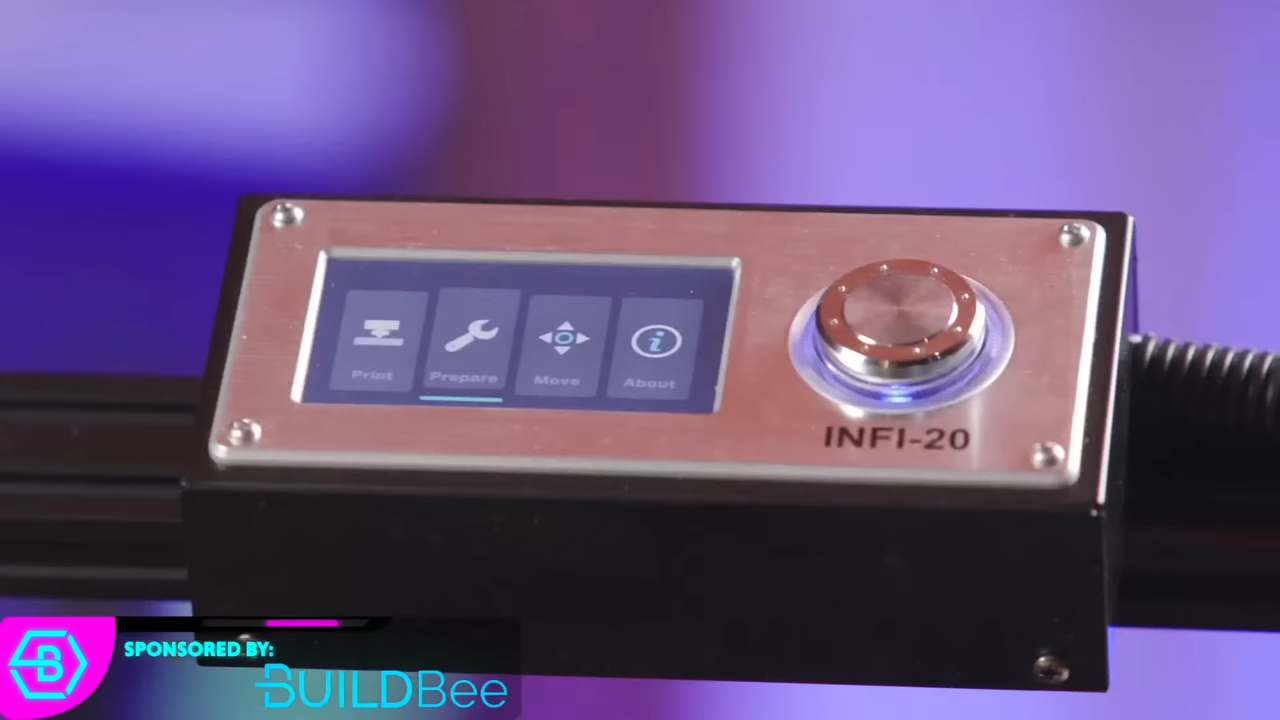 Print
Prepare
Move
About
INFI-20
SPONSORED BY:
BUILDBee